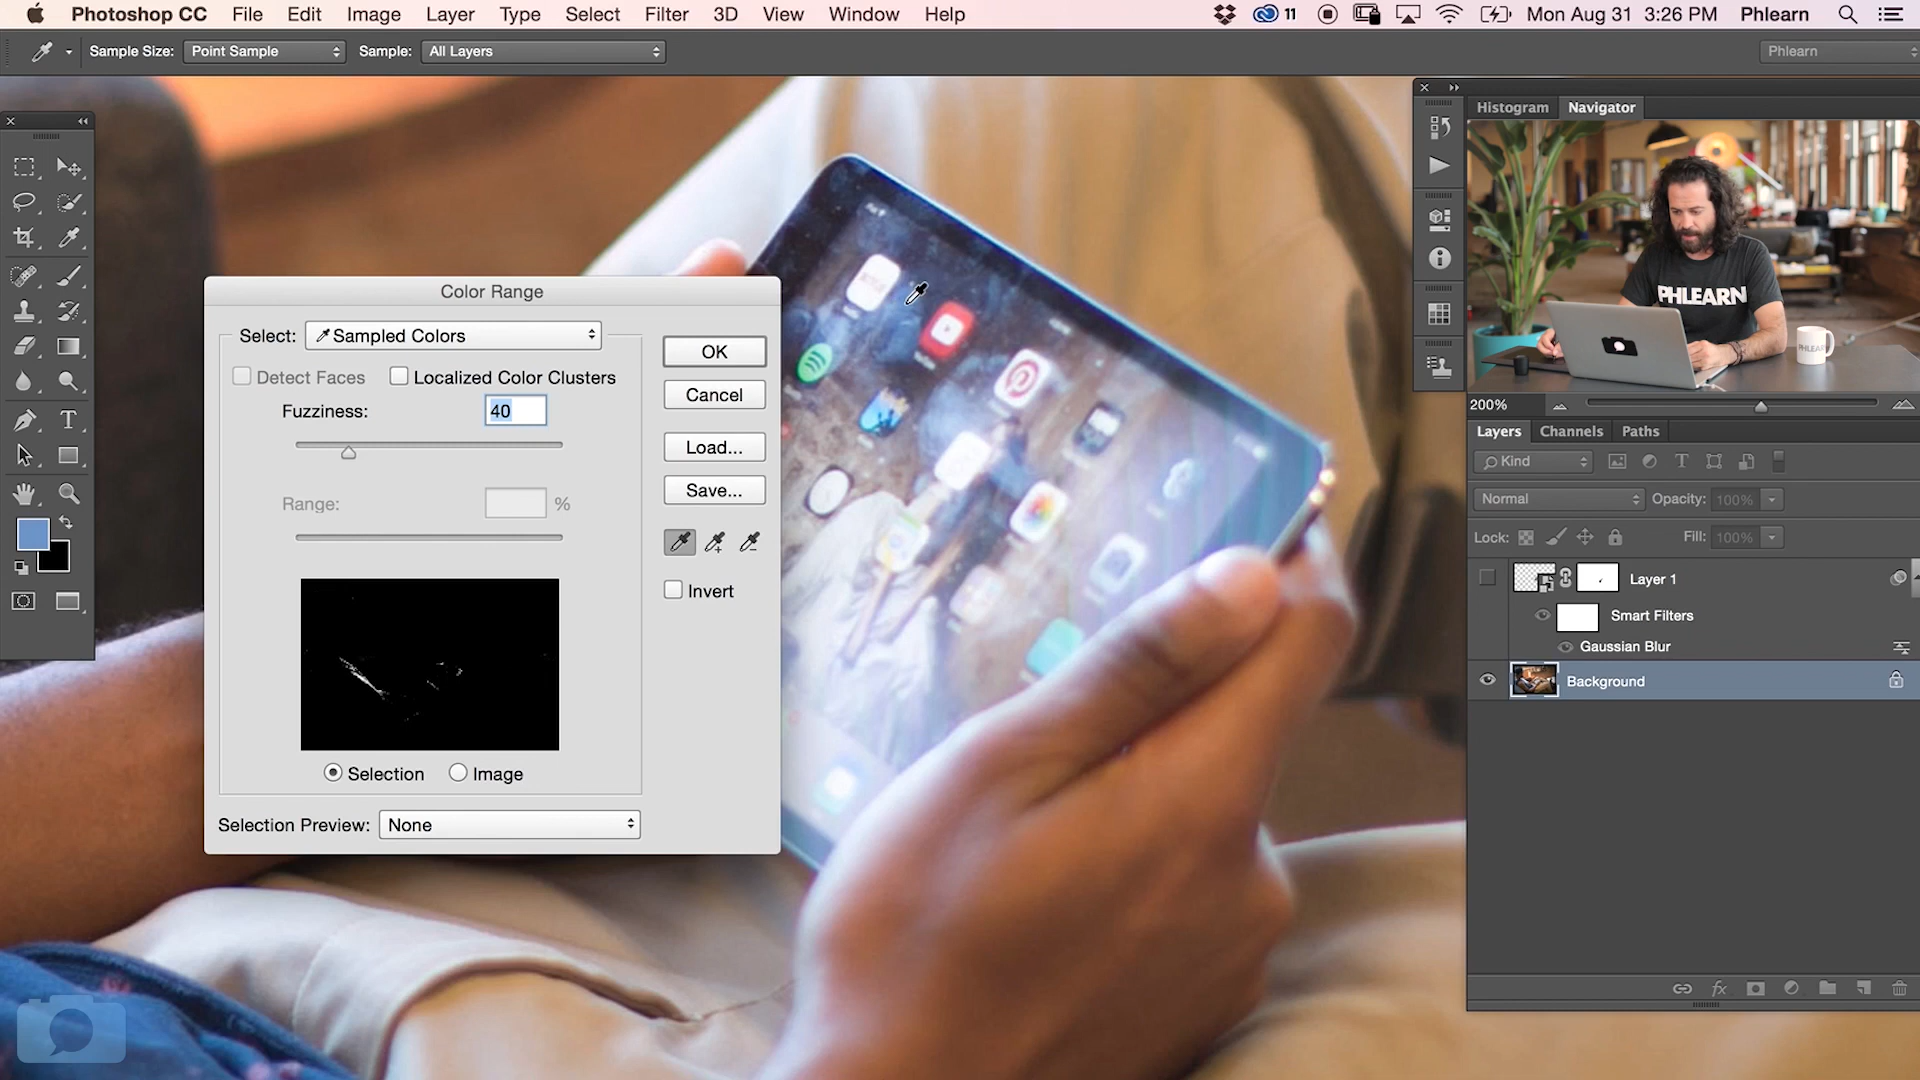 Photoshop CC File Edit Image Layer Type Select Filter 3D View Window Help 11 Mon Aug 31 3:26 PM Phlearn
Sample Size: Point Sample Sample: All Layers Phlearn
Histogram Navigator
PHLEARN
PHLEARN
200%
Layers Channels Paths
Kind
Normal Opacity: 100%
Lock: Fill: 100%
Layer 1
Smart Filters
Gaussian Blur
Background
fx
T
Color Range
Select: Sampled Colors
Detect Faces Localized Color Clusters
Fuzziness: 40
Range: %
Selection Image
Selection Preview: None
OK
Cancel
Load...
Save...
Invert